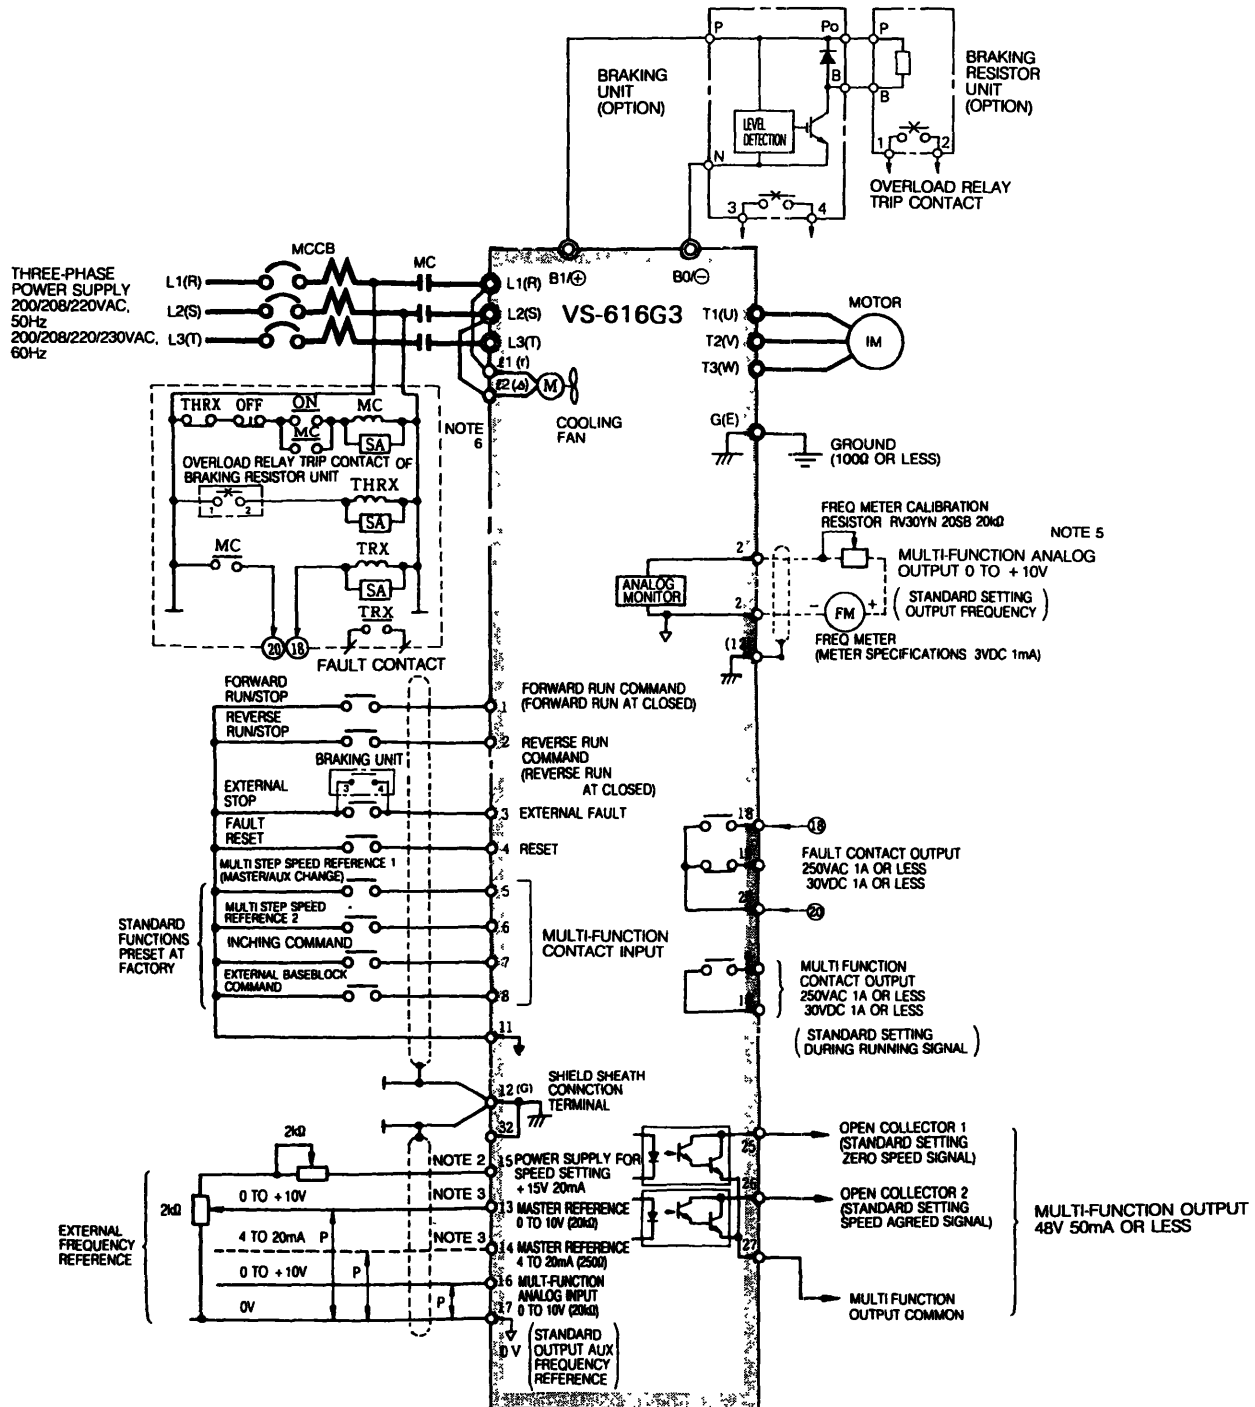 P
Po
P
BRAKING
UNIT
(OPTION)
B
B
BRAKING
RESISTOR
UNIT
(OPTION)
LEVEL
DETECTION
N
1
2
3
4
OVERLOAD RELAY
TRIP CONTACT
THREE-PHASE
POWER SUPPLY
200/208/220VAC,
50Hz
200/208/220/230VAC,
60Hz
MCCB
MC
L1(R)
L2(S)
L3(T)
B1/⊕
B0/⊖
L1(R)
L2(S)
L3(T)
VS-616G3
ℓ1 (r)
ℓ2 (Δ)
M
COOLING
FAN
T1(U)
T2(V)
T3(W)
MOTOR
IM
G(E)
GROUND
(100Ω OR LESS)
NOTE
6
THRX
OFF
ON
MC
MC
SA
OVERLOAD RELAY TRIP CONTACT OF
BRAKING RESISTOR UNIT
1
2
THRX
SA
MC
TRX
SA
TRX
20
18
FAULT CONTACT
FREQ METER CALIBRATION
RESISTOR RV30YN 20SB 20kΩ
NOTE 5
2
MULTI-FUNCTION ANALOG
OUTPUT 0 TO +10V
ANALOG
MONITOR
(STANDARD SETTING
OUTPUT FREQUENCY)
2
−
FM
+
FREQ METER
(METER SPECIFICATIONS 3VDC 1mA)
FORWARD
RUN/STOP
1
FORWARD RUN COMMAND
(FORWARD RUN AT CLOSED)
REVERSE
RUN/STOP
2
REVERSE RUN
COMMAND
(REVERSE RUN
AT CLOSED)
BRAKING UNIT
3
4
EXTERNAL
STOP
3 EXTERNAL FAULT
FAULT
RESET
4 RESET
MULTI STEP SPEED REFERENCE 1
(MASTER/AUX CHANGE)
5
MULTI STEP SPEED
REFERENCE 2
6
INCHING COMMAND
7
EXTERNAL BASEBLOCK
COMMAND
8
STANDARD
FUNCTIONS
PRESET AT
FACTORY
MULTI-FUNCTION
CONTACT INPUT
11
18
18
FAULT CONTACT OUTPUT
250VAC 1A OR LESS
30VDC 1A OR LESS
20
MULTI FUNCTION
CONTACT OUTPUT
250VAC 1A OR LESS
30VDC 1A OR LESS
(STANDARD SETTING
DURING RUNNING SIGNAL)
12 (G)
SHIELD SHEATH
CONNCTION
TERMINAL
32
2kΩ
NOTE 2
15 POWER SUPPLY FOR
SPEED SETTING
+15V 20mA
2kΩ
0 TO +10V
NOTE 3
13 MASTER REFERENCE
0 TO 10V (20kΩ)
EXTERNAL
FREQUENCY
REFERENCE
4 TO 20mA
P
NOTE 3
14 MASTER REFERENCE
4 TO 20mA (250Ω)
0 TO +10V
P
16 MULT-FUNCTION
ANALOG INPUT
0 TO 10V (20kΩ)
0V
P
17
0 V
(STANDARD
OUTPUT AUX
FREQUENCY
REFERENCE)
25
OPEN COLLECTOR 1
(STANDARD SETTING
ZERO SPEED SIGNAL)
26
OPEN COLLECTOR 2
(STANDARD SETTING
SPEED AGREED SIGNAL)
27
MULTI-FUNCTION OUTPUT
48V 50mA OR LESS
MULTI FUNCTION
OUTPUT COMMON